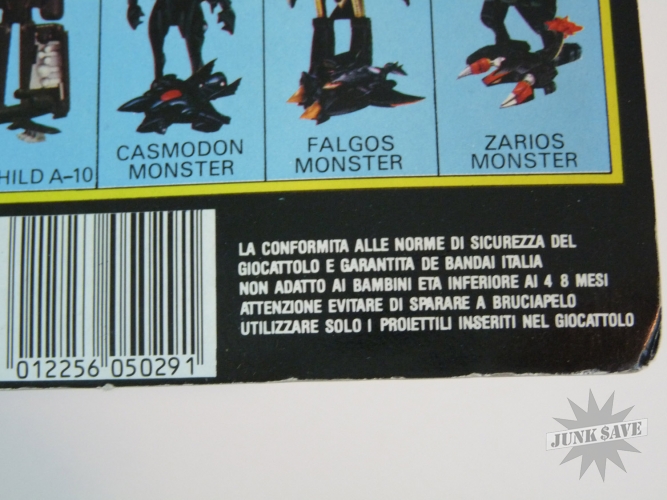 HILD A-10
CASMODON
MONSTER
FALGOS
MONSTER
ZARIOS
MONSTER
LA CONFORMITA ALLE NORME DI SICUREZZA DEL
GIOCATTOLO E GARANTITA DE BANDAI ITALIA
NON ADATTO AI BAMBINI ETA INFERIORE AI 4 8 MESI
ATTENZIONE EVITARE DI SPARARE A BRUCIAPELO
UTILIZZARE SOLO I PROIETTILI INSERITI NEL GIOCATTOLO
012256 050291
JUNK SAVE